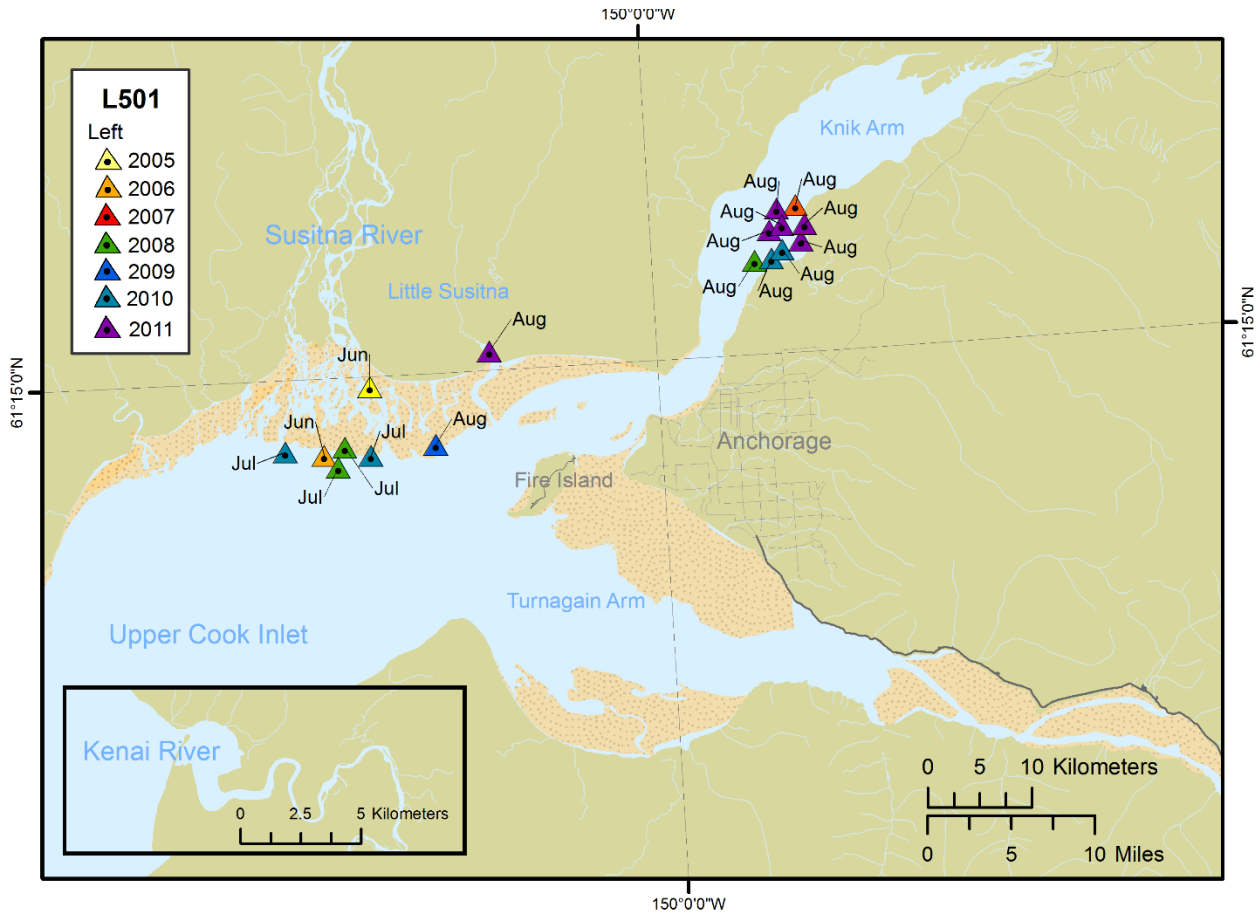 150°0'0"W
L501
Left
2005
2006
2007
2008
2009
2010
2011
Knik Arm
Aug
Aug
Aug
Aug
Aug
Aug
Aug
Aug
Aug
Susitna River
Little Susitna
Aug
61°15'0"N
61°15'0"N
Jun
Jun
Jul
Aug
Jul
Jul
Jul
Anchorage
Fire Island
Turnagain Arm
Upper Cook Inlet
Kenai River
0 2.5 5 Kilometers
0 5 10 Kilometers
0 5 10 Miles
150°0'0"W